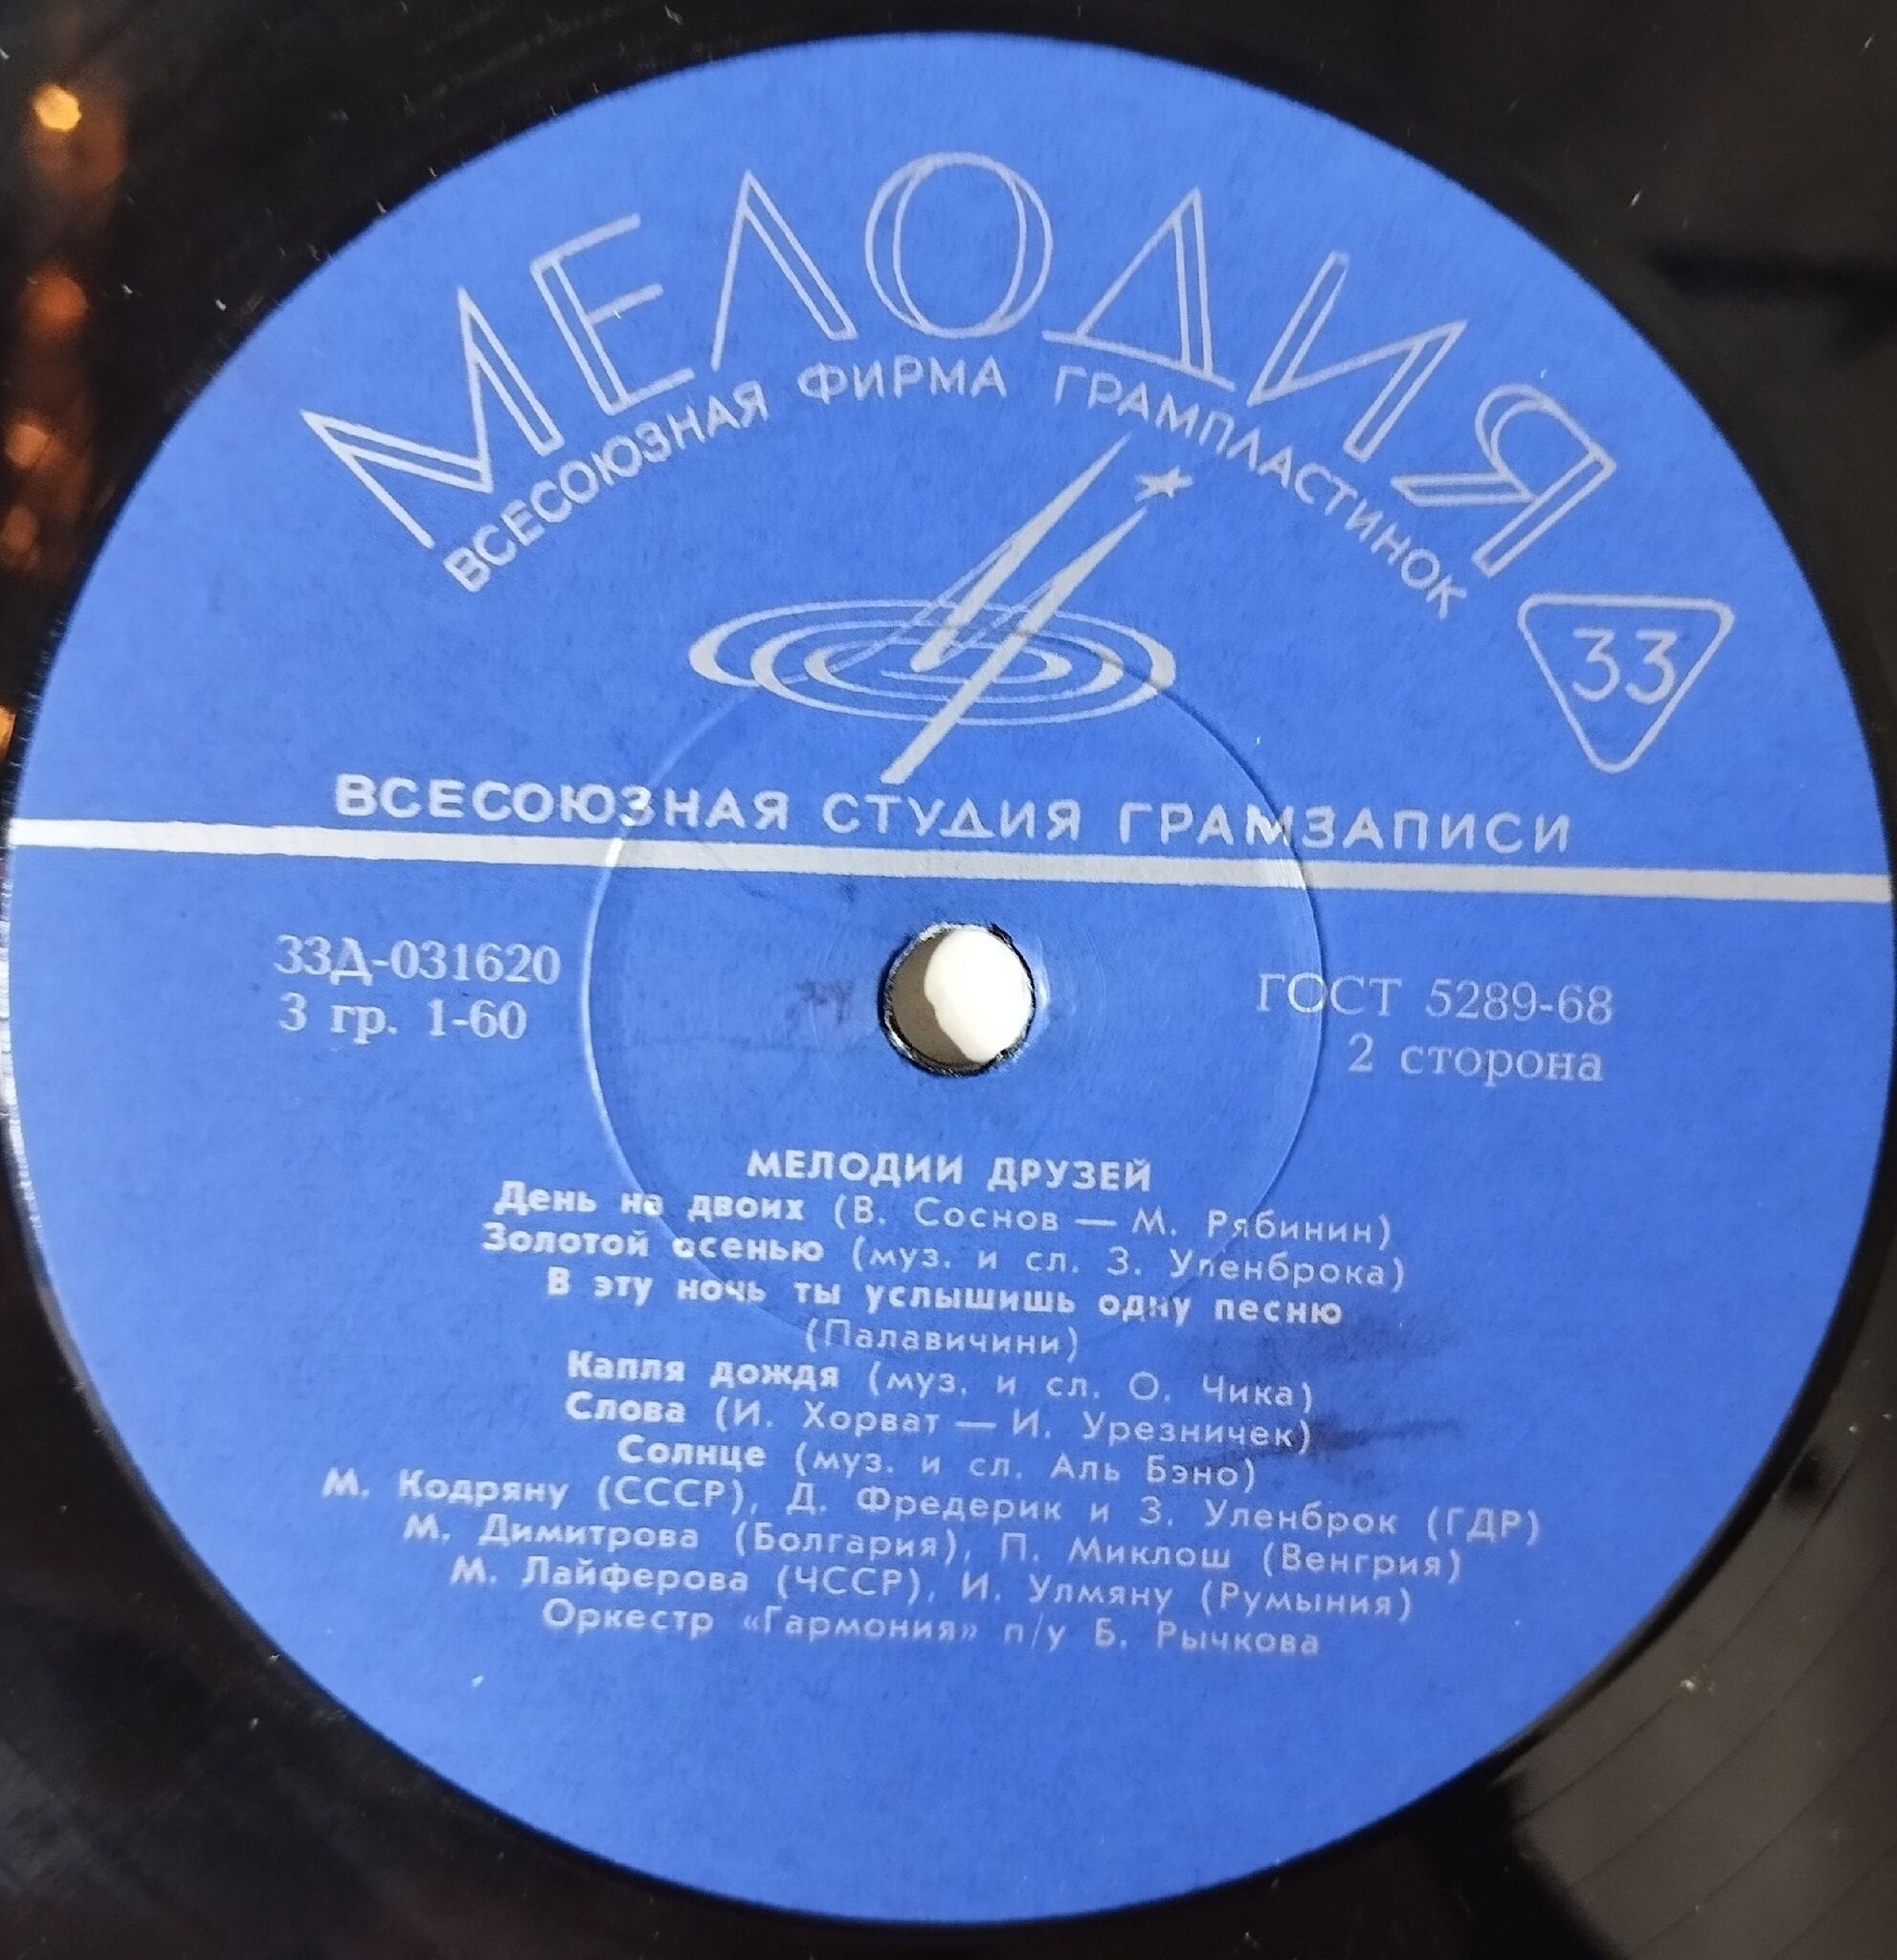 МЕЛОДИЯ
ВСЕСОЮЗНАЯ ФИРМА ГРАМПЛАСТИНОК
33
ВСЕСОЮЗНАЯ СТУДИЯ ГРАМЗАПИСИ
33Д-031620
3 гр. 1-60
ГОСТ 5289-68
2 сторона
МЕЛОДИИ ДРУЗЕЙ
День на двоих (В. Соснов — М. Рябинин)
Золотой осенью (муз. и сл. З. Уленброка)
В эту ночь ты услышишь одну песню
(Палавичини)
Капля дождя (муз. и сл. О. Чика)
Слова (И. Хорват — И. Урезничек)
Солнце (муз. и сл. Аль Бэно)
М. Кодряну (СССР), Д. Фредерик и З. Уленброк (ГДР)
М. Димитрова (Болгария), П. Миклош (Венгрия)
М. Лайферова (ЧССР), И. Улмяну (Румыния)
Оркестр «Гармония» п/у Б. Рычкова